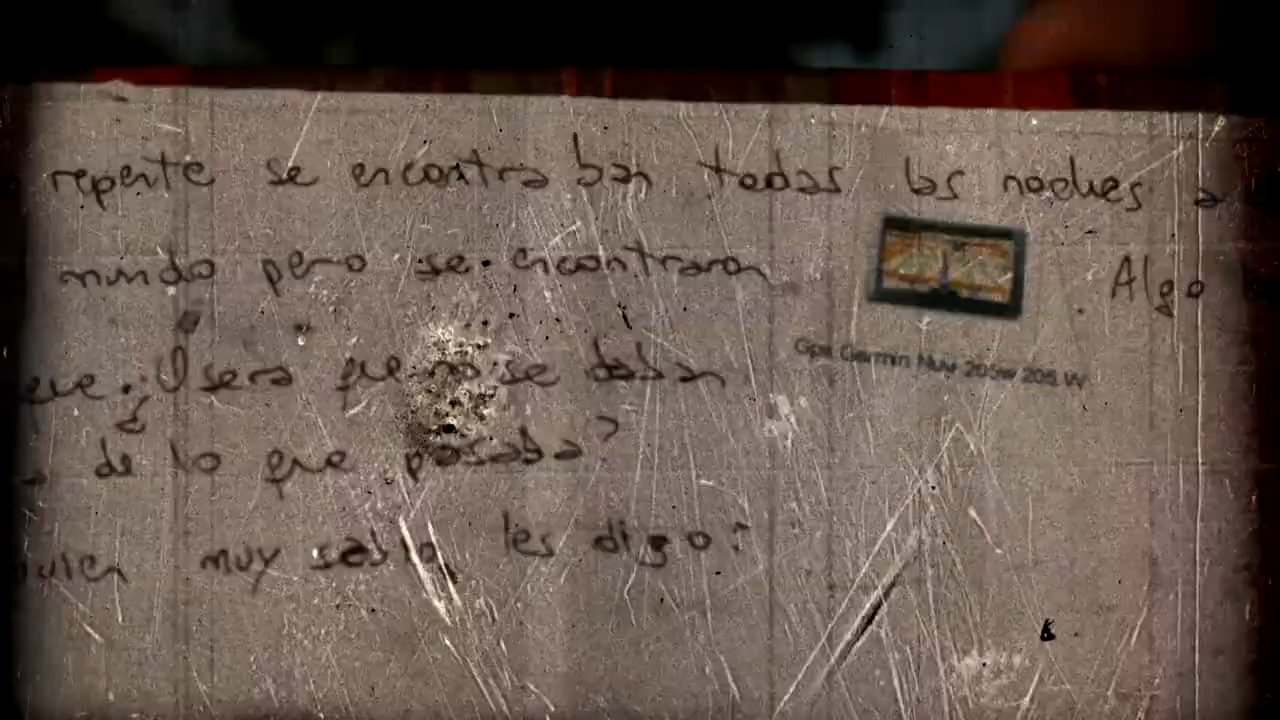 repente se encontraban todas las noches a
mundo pero se encontraron Algo
Gps Garmin Nuvi 205w 205 W
¿O sera que no se daban
de lo que pasaba?
muy sabio les digo: